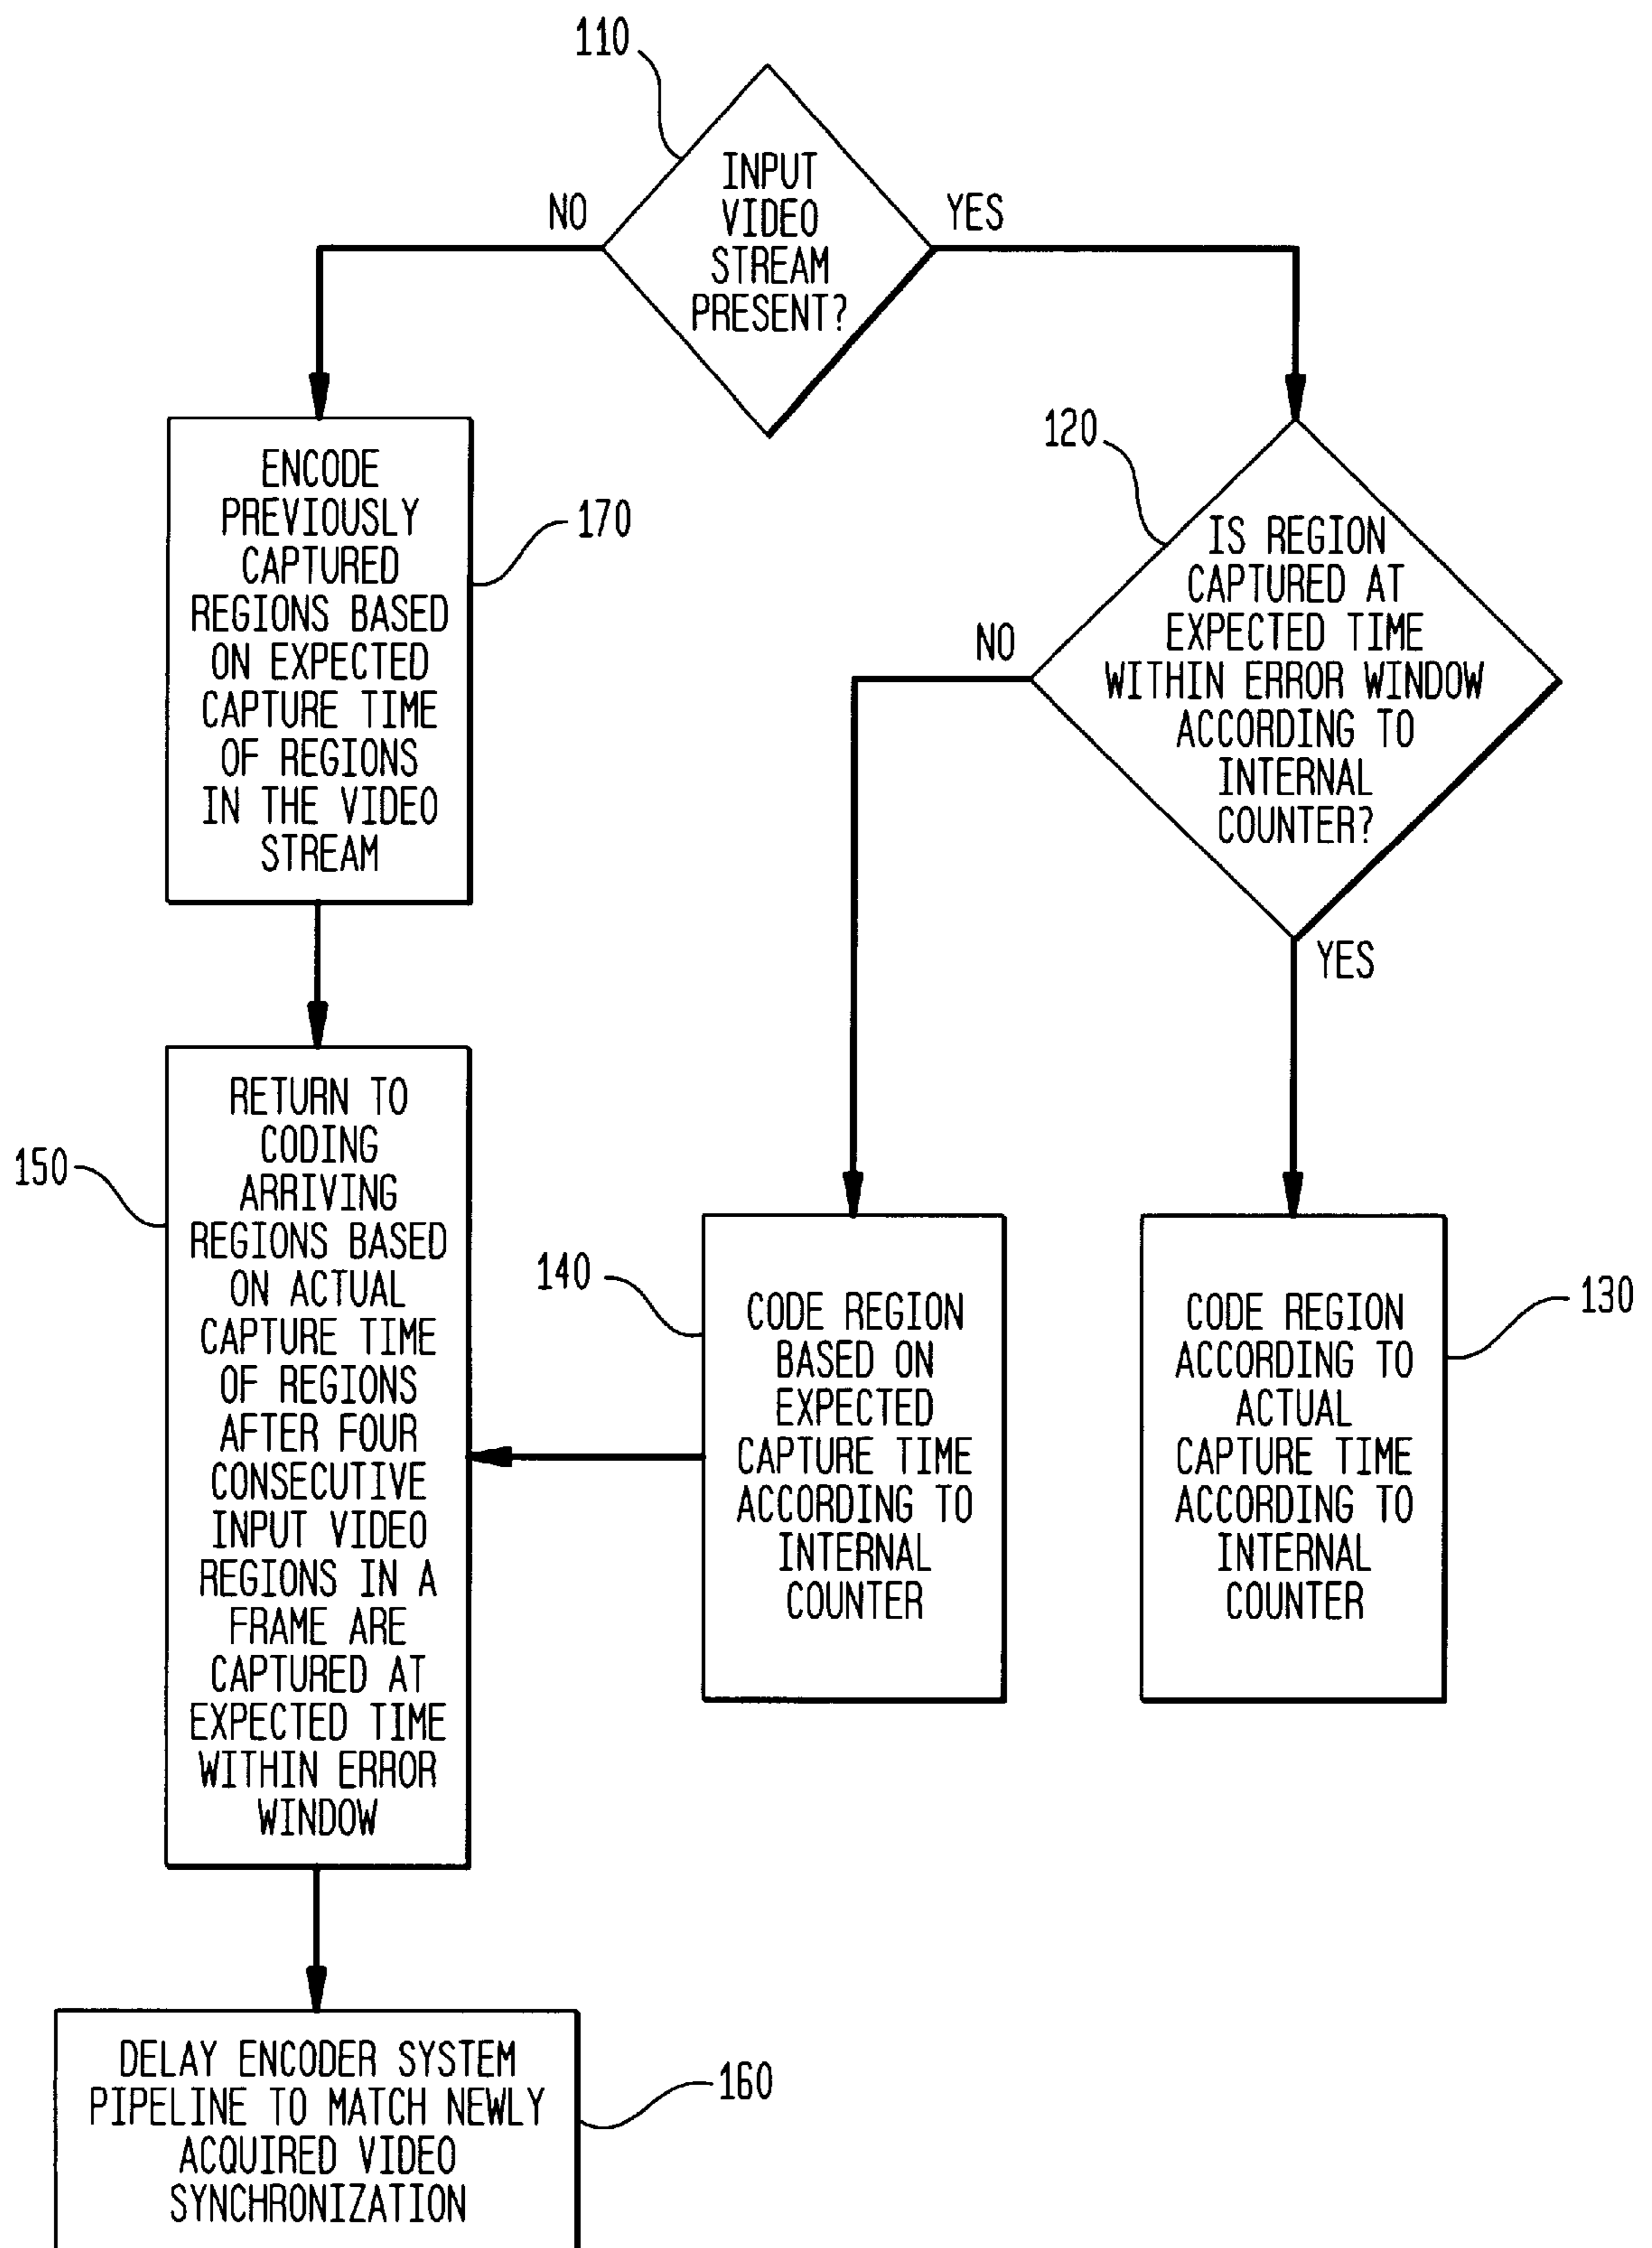 110
INPUT
VIDEO
STREAM
PRESENT?
NO
YES
ENCODE
PREVIOUSLY
CAPTURED
REGIONS BASED
ON EXPECTED
CAPTURE TIME
OF REGIONS
IN THE VIDEO
STREAM
170
120
IS REGION
CAPTURED AT
EXPECTED TIME
WITHIN ERROR WINDOW
ACCORDING TO
INTERNAL
COUNTER?
NO
YES
150
RETURN TO
CODING
ARRIVING
REGIONS BASED
ON ACTUAL
CAPTURE TIME
OF REGIONS
AFTER FOUR
CONSECUTIVE
INPUT VIDEO
REGIONS IN A
FRAME ARE
CAPTURED AT
EXPECTED TIME
WITHIN ERROR
WINDOW
140
CODE REGION
BASED ON
EXPECTED
CAPTURE TIME
ACCORDING TO
INTERNAL
COUNTER
CODE REGION
ACCORDING TO
ACTUAL
CAPTURE TIME
ACCORDING TO
INTERNAL
COUNTER
130
DELAY ENCODER SYSTEM
PIPELINE TO MATCH NEWLY
ACQUIRED VIDEO
SYNCHRONIZATION
160